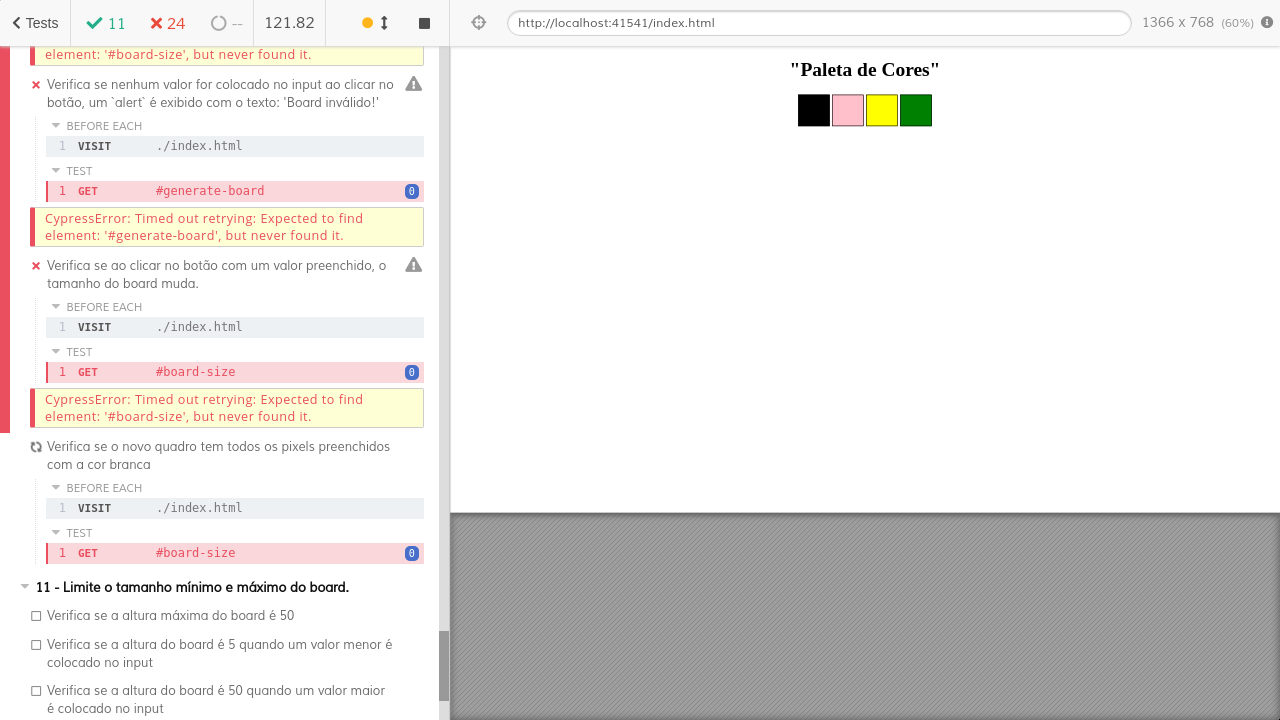 Tests
11
24
--
121.82
http://localhost:41541/index.html
1366 x 768 (60%)
element: '#board-size', but never found it.
Verifica se nenhum valor for colocado no input ao clicar no
botão, um `alert` é exibido com o texto: 'Board inválido!'
BEFORE EACH
1 VISIT ./index.html
TEST
1 GET #generate-board 0
CypressError: Timed out retrying: Expected to find
element: '#generate-board', but never found it.
Verifica se ao clicar no botão com um valor preenchido, o
tamanho do board muda.
BEFORE EACH
1 VISIT ./index.html
TEST
1 GET #board-size 0
CypressError: Timed out retrying: Expected to find
element: '#board-size', but never found it.
Verifica se o novo quadro tem todos os pixels preenchidos
com a cor branca
BEFORE EACH
1 VISIT ./index.html
TEST
1 GET #board-size 0
11 - Limite o tamanho mínimo e máximo do board.
Verifica se a altura máxima do board é 50
Verifica se a altura do board é 5 quando um valor menor é
colocado no input
Verifica se a altura do board é 50 quando um valor maior
é colocado no input
"Paleta de Cores"